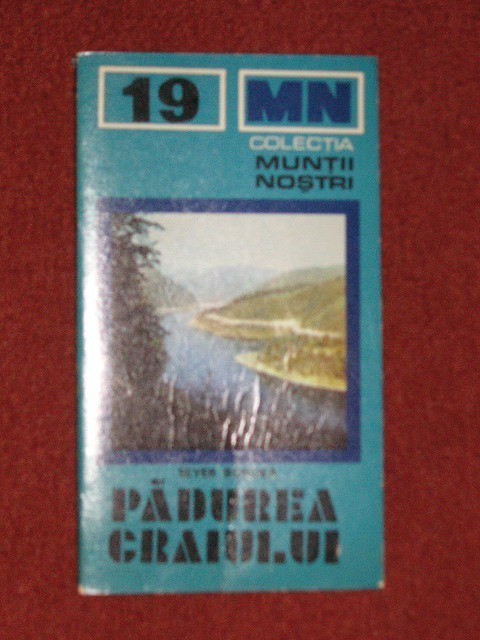 19 MN
COLECȚIA
MUNȚII
NOȘTRI
PĂDUREA
CRAIULUI